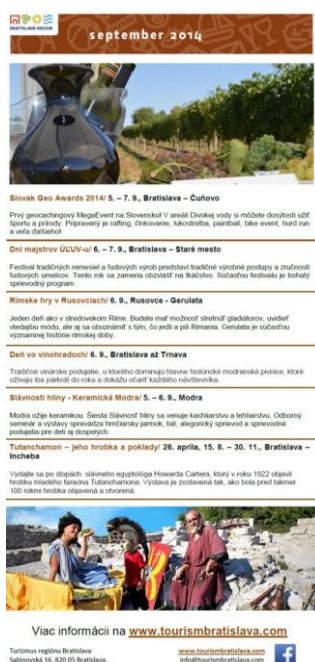 BRATISLAVA REGION
september 2014
Slovak Geo Awards 2014/ 5. – 7. 9., Bratislava – Čuňovo
Prvý geocachingový MegaEvent na Slovensku! V areáli Divokej vody si môžete dosýtosti užiť
športu a prírody. Pripravený je rafting, člnkovanie, lukostreľba, paintball, bike event, hurd run
a veľa ďalšieho!
Dni majstrov ÚĽUV-u/ 6. – 7. 9., Bratislava – Staré mesto
Festival tradičných remesiel a ľudových výrob predstaví tradičné výrobné postupy a zručnosti
ľudových umelcov. Tento rok sa zameria obzvlášť na tkáčstvo. Súčasťou festivalu je bohatý
sprievodný program.
Rímske hry v Rusovciach/ 6. 9., Rusovce - Gerulata
Jeden deň ako v stredovekom Ríme. Budete mať možnosť stretnúť gladiátorov, uvidieť
vtedajšiu módu, ale aj sa oboznámiť s tým, čo jedli a pili Rimania. Gerulata je súčasťou
významnej histórie rímskej doby.
Deň vo vinohradoch/ 6. 9., Bratislava až Trnava
Tradičné vinárske podujatie, u ktorého dominujú hlavne historické modranské pivnice, ktoré
ožívajú iba párkrát do roka a dokážu očariť každého návštevníka.
Slávnosti hliny - Keramická Modra/ 5. – 6. 9., Modra
Modra ožije keramikou. Šiesta Slávnosť hliny sa venuje kachliarstvu a tehliarstvu. Odborný
seminár a výstavy sprevádza hrnčiarsky jarmok, bál, alegorický sprievod a sprievodné
podujatia pre deti aj dospelých.
Tutanchamon – jeho hrobka a poklady/ 26. apríla, 15. 8. – 30. 11., Bratislava –
Incheba
Vydajte sa po stopách slávneho egyptológa Howarda Cartera, ktorý v roku 1922 objavil
hrobku mladého faraóna Tutanchamona. Výstava je zostavená tak, ako bola pred takmer
100 rokmi hrobka objavená a otvorená.
Viac informácií na www.tourismbratislava.com
Turizmus regiónu Bratislava
Sabinovská 16, 820 05 Bratislava,
www.tourismbratislava.com
info@tourismbratislava.com
f